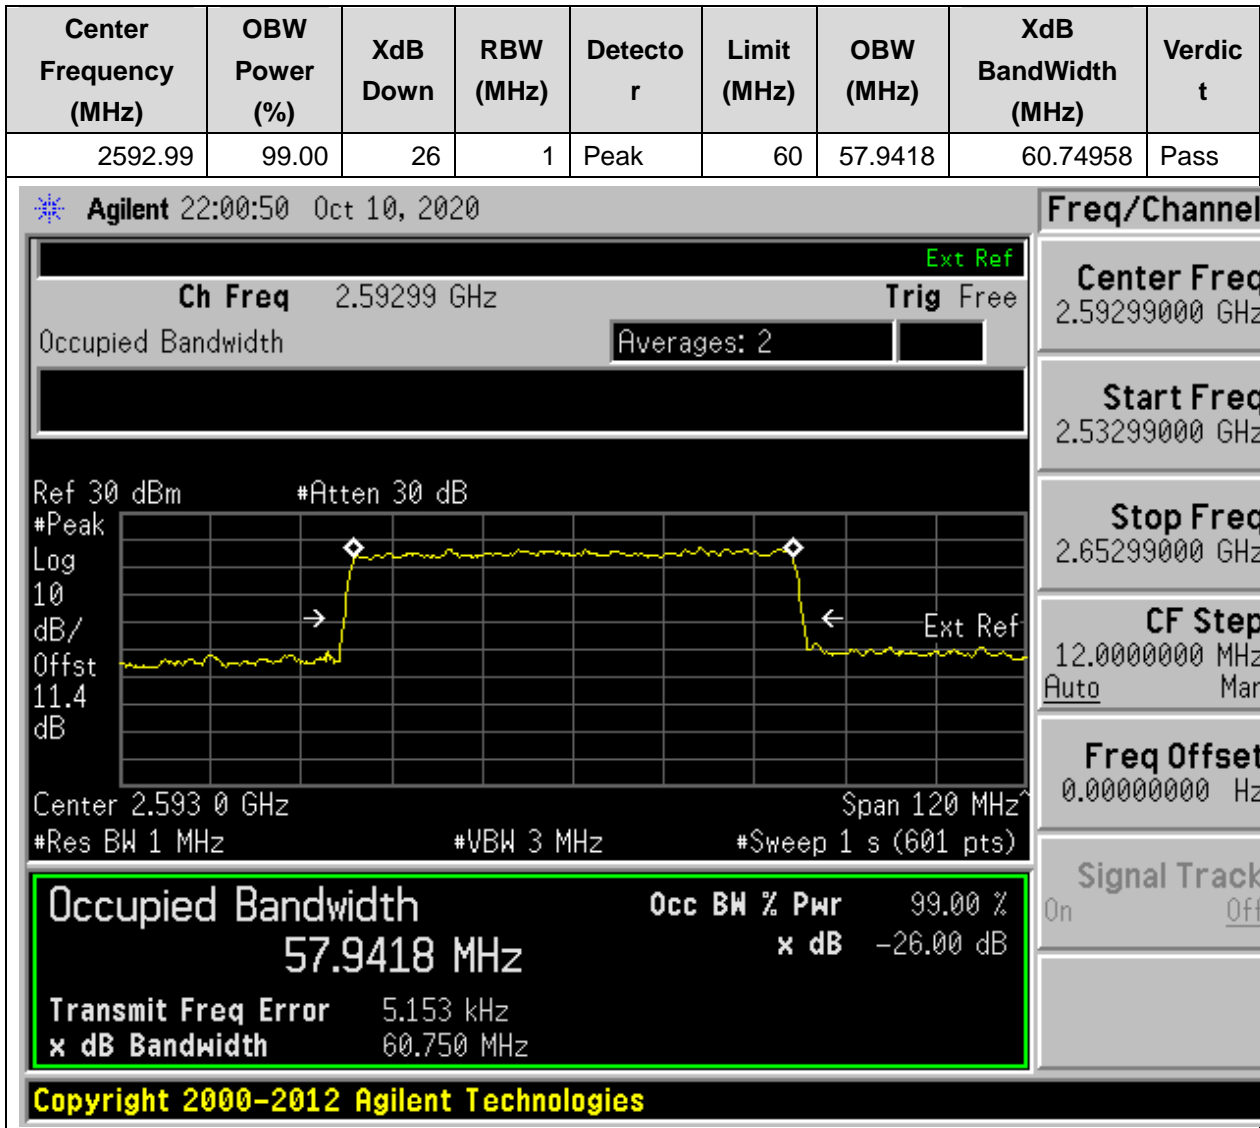 Center Frequency (MHz) OBW Power (%) XdB Down RBW (MHz) Detecto r Limit (MHz) OBW (MHz) XdB BandWidth (MHz) Verdic t
2592.99 99.00 26 1 Peak 60 57.9418 60.74958 Pass
Agilent 22:00:50 Oct 10, 2020
Freq/Channel
Ext Ref
Ch Freq 2.59299 GHz Trig Free
Occupied Bandwidth Averages: 2
Center Freq
2.59299000 GHz
Start Freq
2.53299000 GHz
Stop Freq
2.65299000 GHz
CF Step
12.0000000 MHz
Auto Man
Freq Offset
0.00000000 Hz
Signal Track
On Off
Ref 30 dBm #Atten 30 dB
#Peak
Log
10
dB/
Offst
11.4
dB
Ext Ref
Center 2.593 0 GHz Span 120 MHz^
#Res BW 1 MHz #VBW 3 MHz #Sweep 1 s (601 pts)
Occupied Bandwidth Occ BW % Pwr 99.00 %
57.9418 MHz x dB -26.00 dB
Transmit Freq Error 5.153 kHz
x dB Bandwidth 60.750 MHz
Copyright 2000-2012 Agilent Technologies